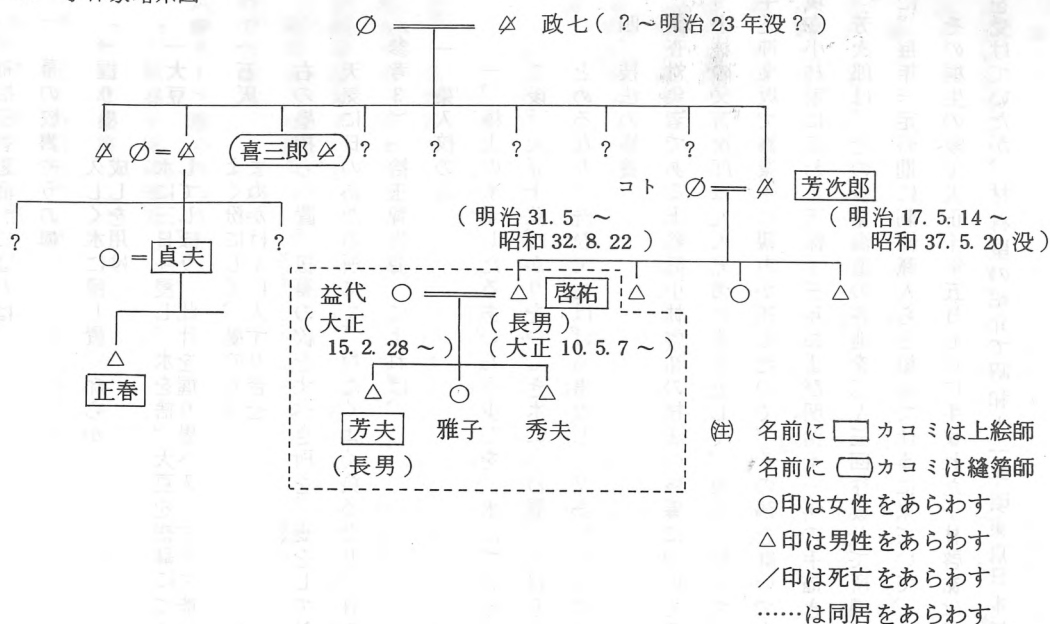 政七(?～明治23年没?)
喜三郎 ? ? ? ?
コト 芳次郎
(明治31.5～ (明治17.5.14～
昭和32.8.22) 昭和37.5.20没)
? 貞夫 ?
益代 啓祐
(大正 (長男)
15.2.28～) (大正10.5.7～)
正春
芳夫 雅子 秀夫
(長男)
(注) 名前に□カコミは上絵師
名前に◯カコミは縫箔師
○印は女性をあらわす
△印は男性をあらわす
／印は死亡をあらわす
……は同居をあらわす